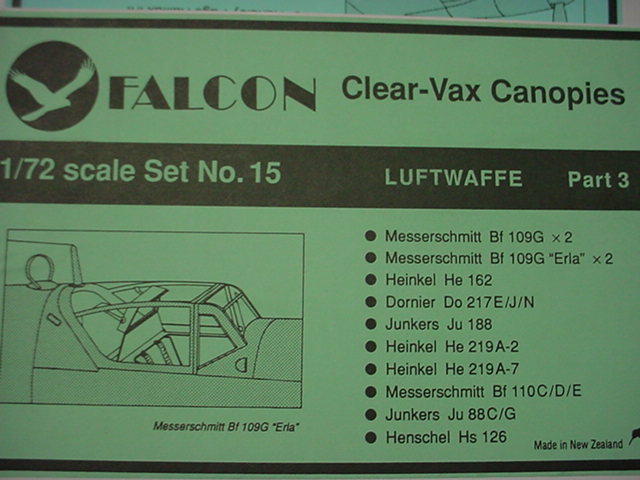 FALCON Clear-Vax Canopies
1/72 scale Set No. 15 LUFTWAFFE Part 3
● Messerschmitt Bf 109G × 2
● Messerschmitt Bf 109G "Erla" × 2
● Heinkel He 162
● Dornier Do 217E/J/N
● Junkers Ju 188
● Heinkel He 219A-2
● Heinkel He 219A-7
● Messerschmitt Bf 110C/D/E
● Junkers Ju 88C/G
● Henschel Hs 126
Messerschmitt Bf 109G "Erla"
Made in New Zealand